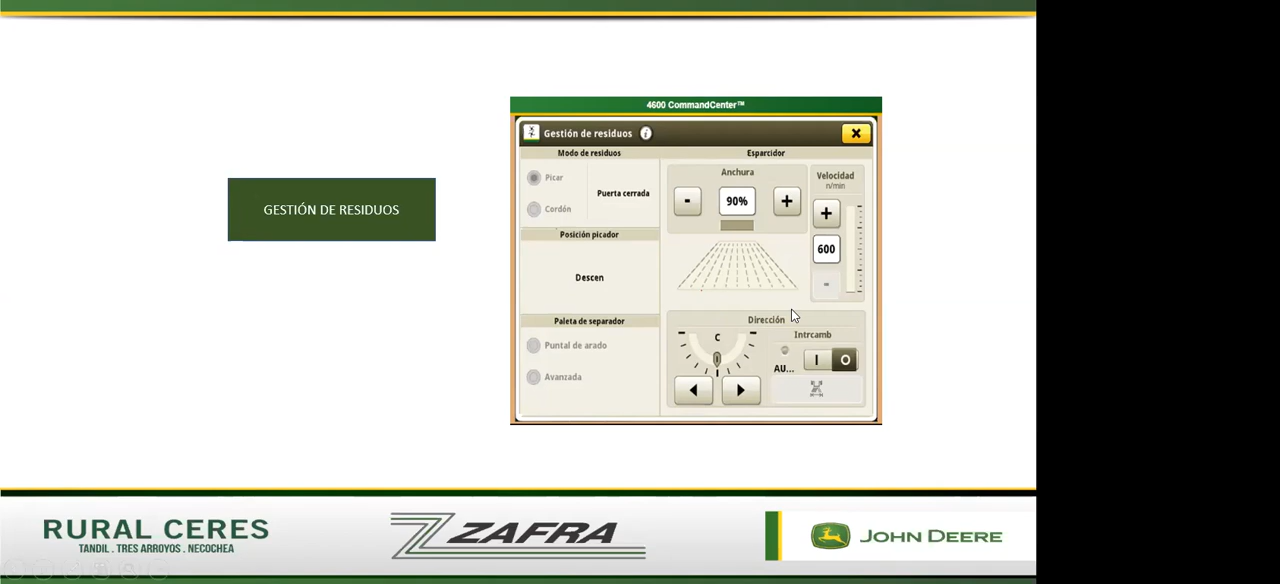 4600 CommandCenter™
Gestión de residuos
Modo de residuos
Picar
Cordón
Puerta cerrada
Posición picador
Descen
Paleta de separador
Puntal de arado
Avanzada
Esparcidor
Anchura
- 90% +
Velocidad
n/min
+
600
-
Dirección
C
Intrcamb
AU...
I O
GESTIÓN DE RESIDUOS
RURAL CERES
TANDIL . TRES ARROYOS . NECOCHEA
ZAFRA
JOHN DEERE